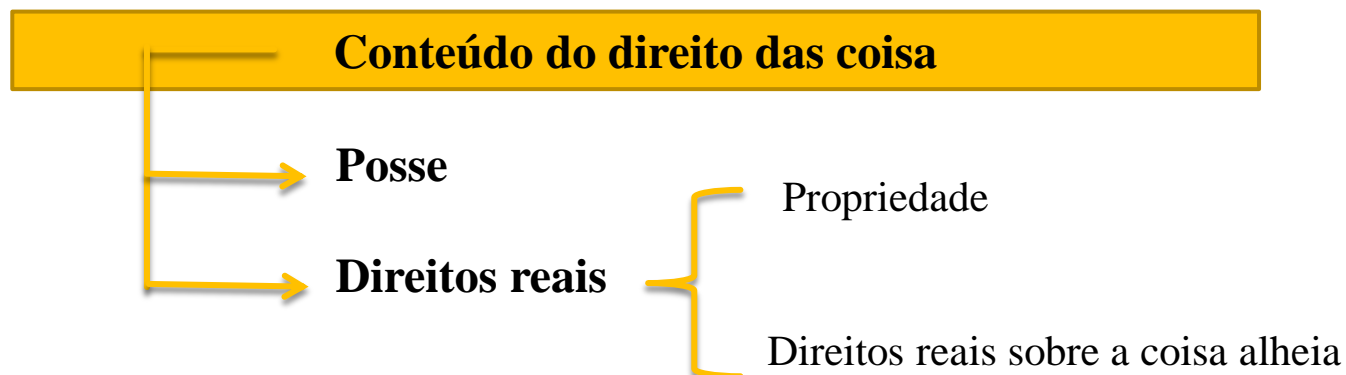 Conteúdo do direito das coisa
Posse
Propriedade
Direitos reais
Direitos reais sobre a coisa alheia